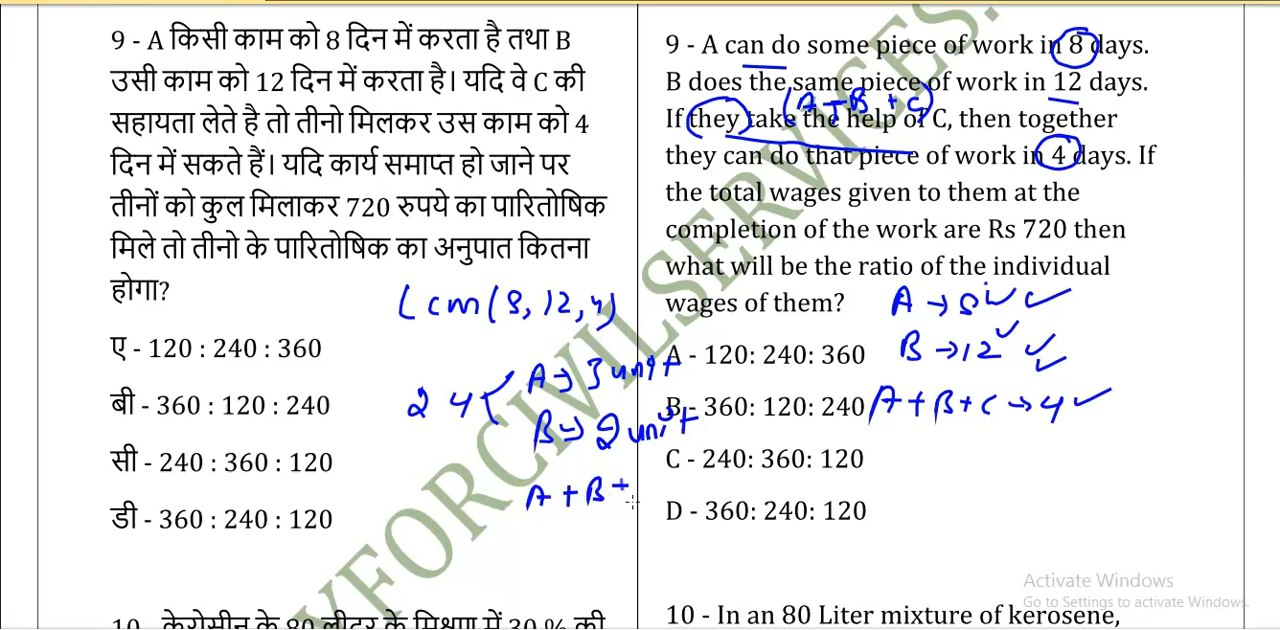 9 - A किसी काम को 8 दिन में करता है तथा B
उसी काम को 12 दिन में करता है। यदि वे C की
सहायता लेते है तो तीनो मिलकर उस काम को 4
दिन में सकते हैं। यदि कार्य समाप्त हो जाने पर
तीनों को कुल मिलाकर 720 रुपये का पारितोषिक
मिले तो तीनो के पारितोषिक का अनुपात कितना
होगा?
Lcm (8, 12, 4)
ए - 120 : 240 : 360
बी - 360 : 120 : 240
सी - 240 : 360 : 120
डी - 360 : 240 : 120
24
A → 3 unit
B → 2 unit
A + B +
9 - A can do some piece of work in 8 days.
B does the same piece of work in 12 days.
(A + B + C)
If they take the help of C, then together
they can do that piece of work in 4 days. If
the total wages given to them at the
completion of the work are Rs 720 then
what will be the ratio of the individual
wages of them?
A → 8
A - 120: 240: 360
B → 12
B - 360: 120: 240
A + B + C → 4
C - 240: 360: 120
D - 360: 240: 120
YFORCIVILSERVICES.
Activate Windows
Go to Settings to activate Windows.
10 - केरोसीन के 80 लीटर के मिश्रण में 30 % की
10 - In an 80 Liter mixture of kerosene,